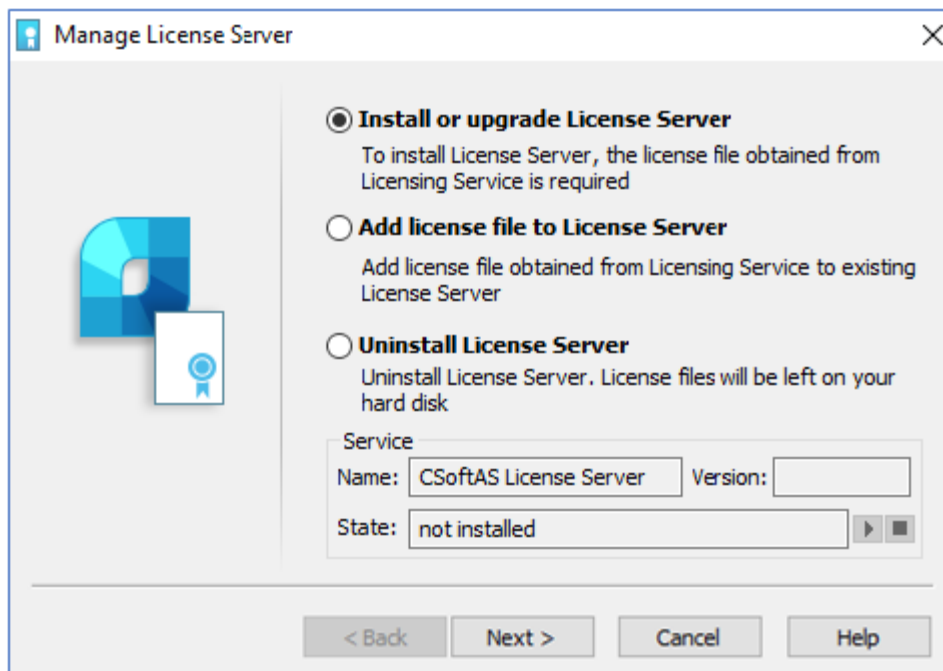 Manage License Server
Install or upgrade License Server
To install License Server, the license file obtained from
Licensing Service is required
Add license file to License Server
Add license file obtained from Licensing Service to existing
License Server
Uninstall License Server
Uninstall License Server. License files will be left on your
hard disk
Service
Name: CSoftAS License Server Version:
State: not installed
< Back Next > Cancel Help